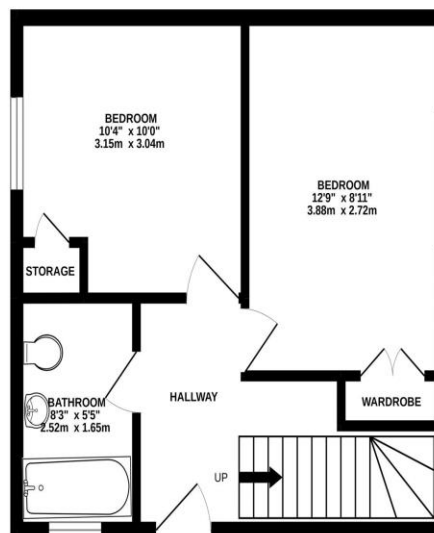 BEDROOM
10'4" x 10'0"
3.15m x 3.04m
BEDROOM
12'9" x 8'11"
3.88m x 2.72m
STORAGE
BATHROOM
8'3" x 5'5"
2.52m x 1.65m
HALLWAY
WARDROBE
UP